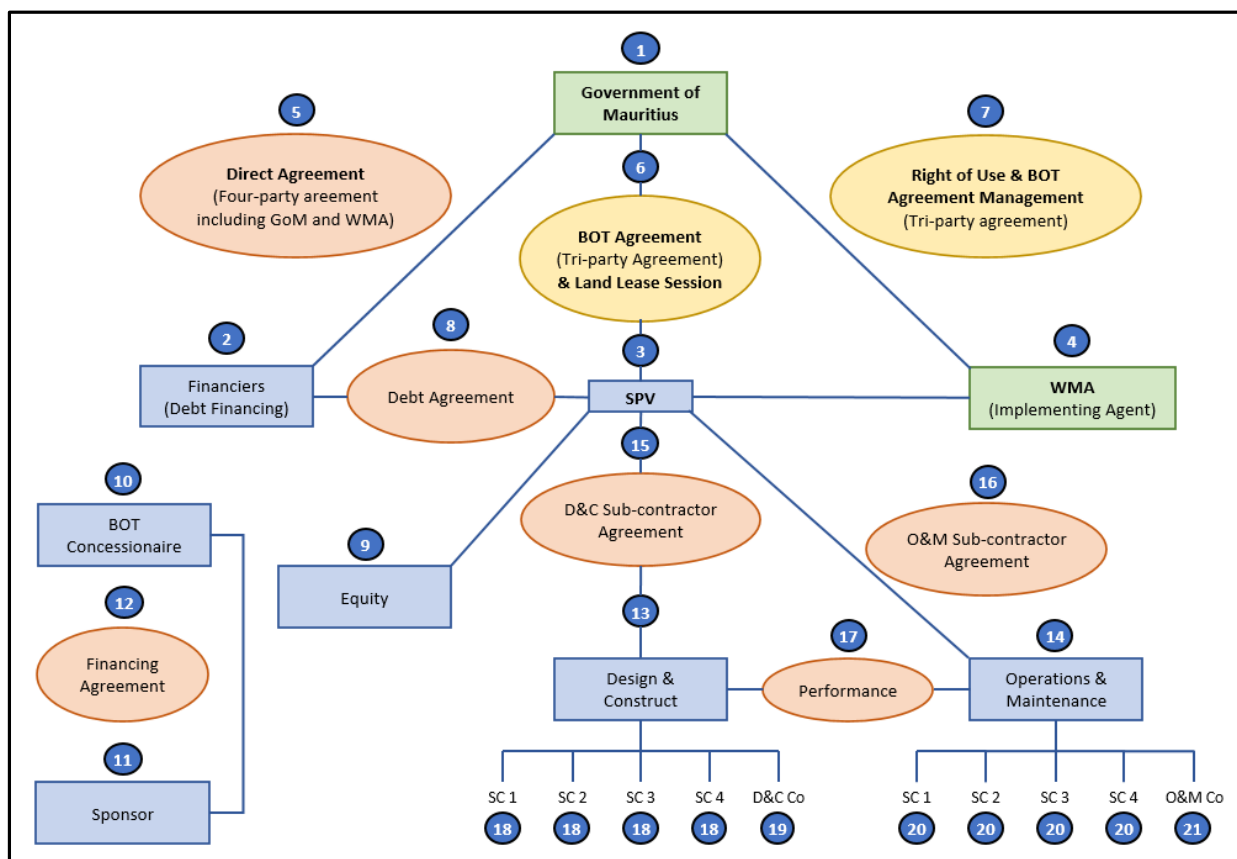 1
Government of
Mauritius
5
Direct Agreement
(Four-party areement
including GoM and WMA)
6
BOT Agreement
(Tri-party Agreement)
& Land Lease Session
7
Right of Use & BOT
Agreement Management
(Tri-party agreement)
2
Financiers
(Debt Financing)
8
Debt Agreement
3
SPV
4
WMA
(Implementing Agent)
10
BOT
Concessionaire
12
Financing
Agreement
11
Sponsor
9
Equity
15
D&C Sub-contractor
Agreement
16
O&M Sub-contractor
Agreement
13
Design &
Construct
17
Performance
14
Operations &
Maintenance
SC 1 SC 2 SC 3 SC 4 D&C Co
18 18 18 18 19
SC 1 SC 2 SC 3 SC 4 O&M Co
20 20 20 20 21